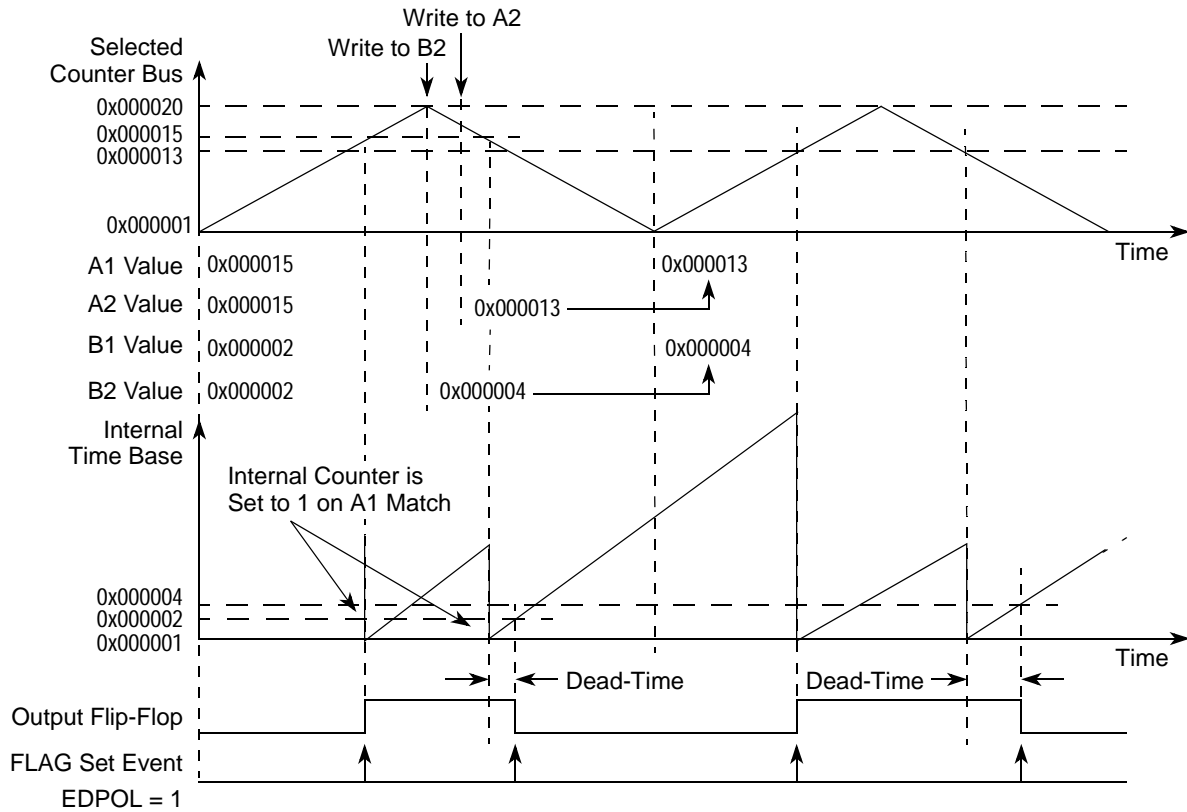 Write to A2
Write to B2
Selected
Counter Bus
0x000020
0x000015
0x000013
0x000001
Time
A1 Value 0x000015 0x000013
A2 Value 0x000015 0x000013
B1 Value 0x000002 0x000004
B2 Value 0x000002 0x000004
Internal
Time Base
Internal Counter is
Set to 1 on A1 Match
0x000004
0x000002
0x000001
Time
Dead-Time Dead-Time
Output Flip-Flop
FLAG Set Event
EDPOL = 1